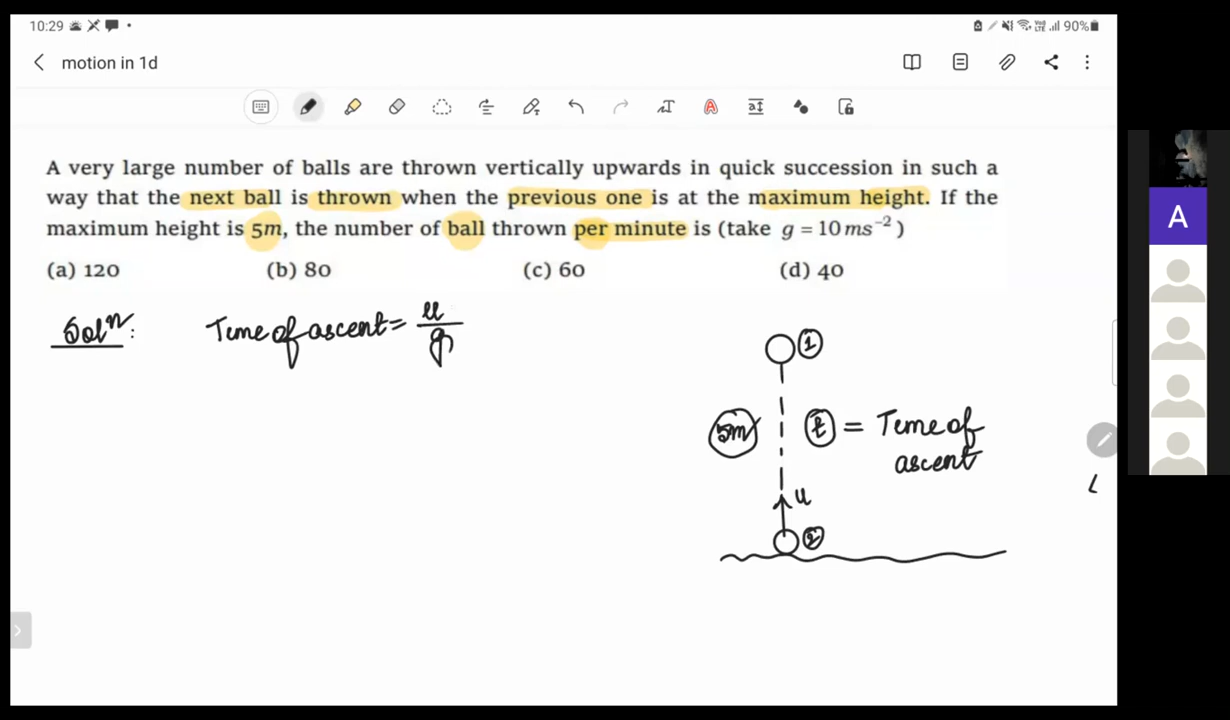 10:29
90%
motion in 1d
A very large number of balls are thrown vertically upwards in quick succession in such a
way that the next ball is thrown when the previous one is at the maximum height. If the
maximum height is 5m, the number of ball thrown per minute is (take g = 10 ms⁻²)
(a) 120 (b) 80 (c) 60 (d) 40
Solⁿ: Time of ascent = u/g
1
5m t = Time of
ascent
u
2
A